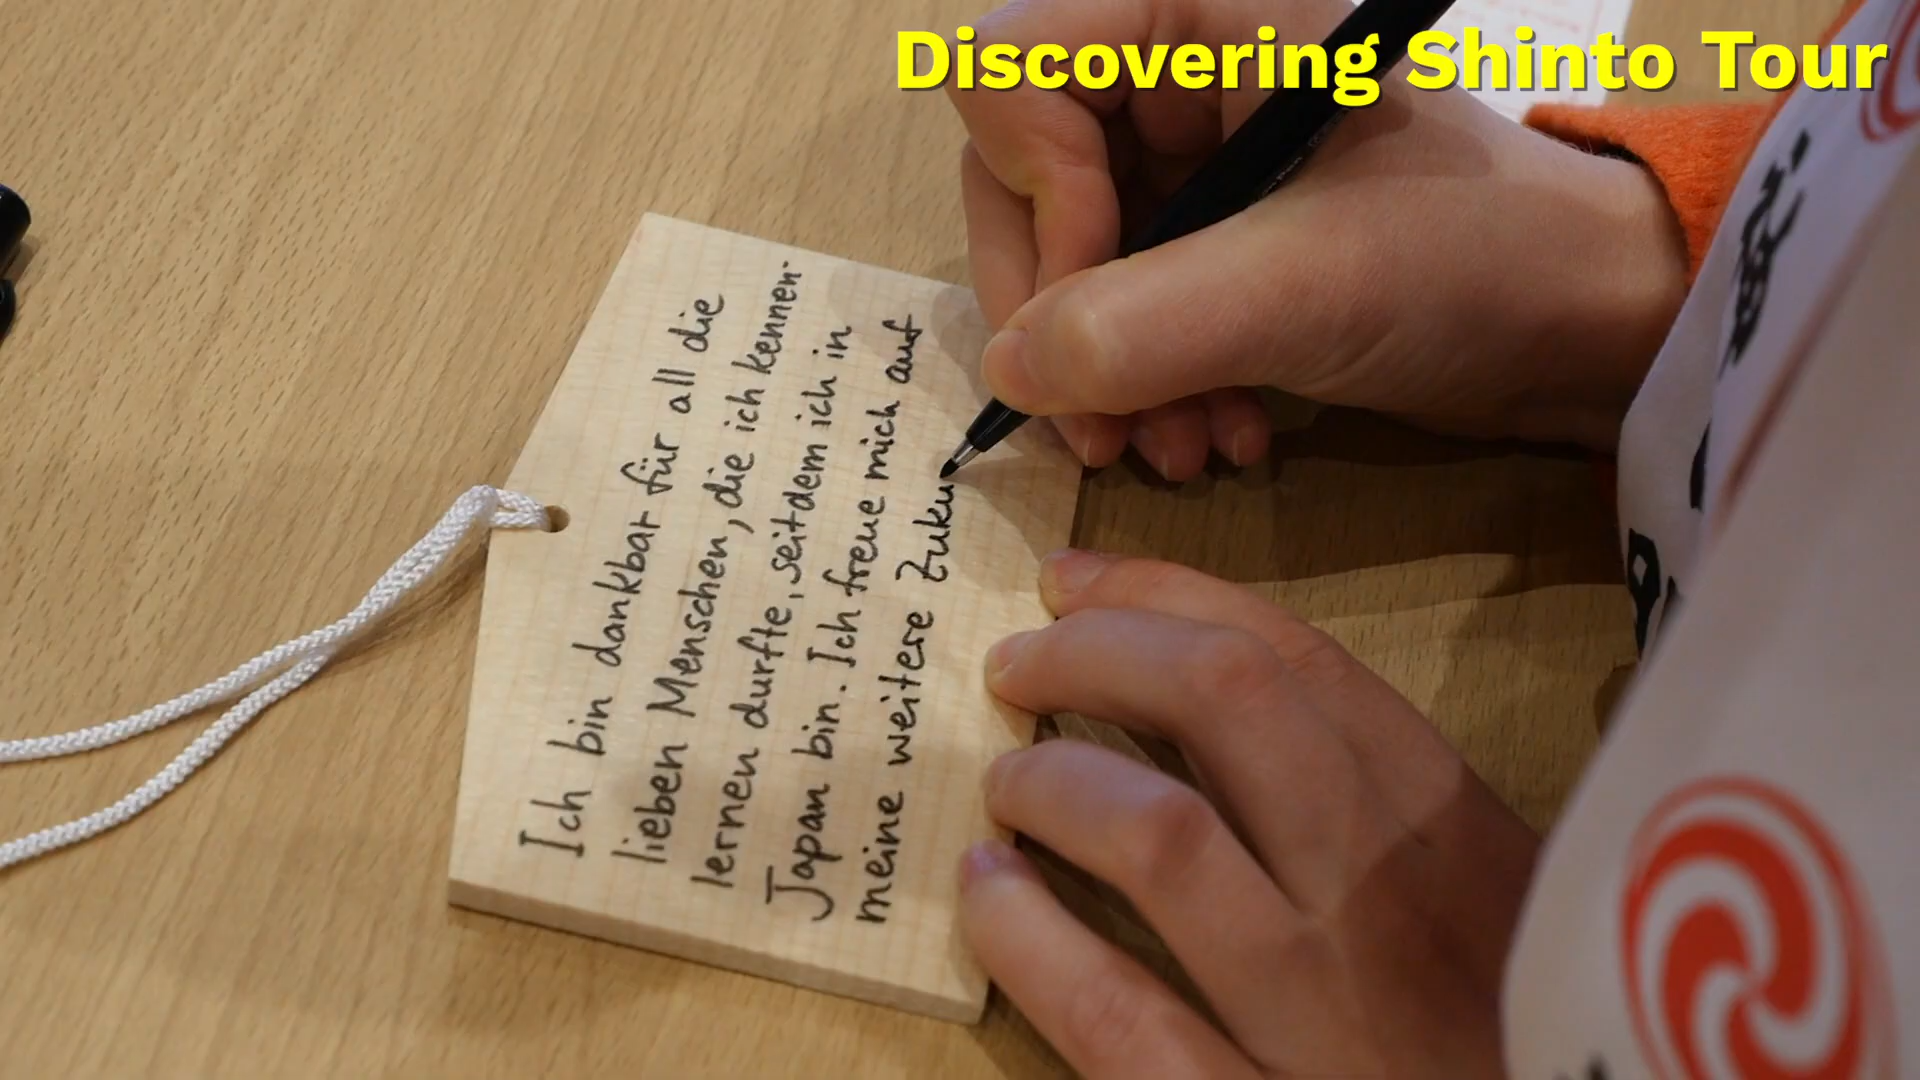 Discovering Shinto Tour
Ich bin dankbar für all die
lieben Menschen, die ich kennen-
lernen durfte, seitdem ich in
Japan bin. Ich freue mich auf
meine weitere Zuku